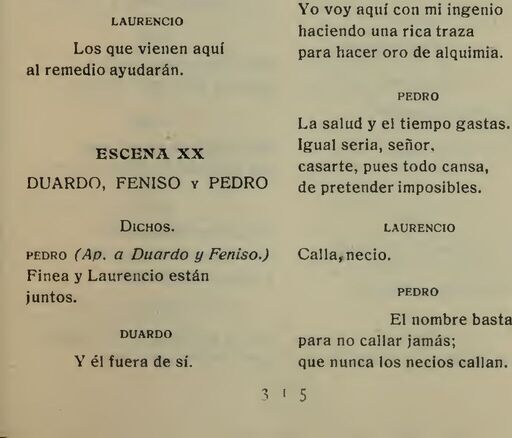 LAURENCIO
Los que vienen aquí
al remedio ayudarán.
ESCENA XX
DUARDO, FENISO Y PEDRO
DICHOS.
PEDRO (Ap. a Duardo y Feniso.)
Finea y Laurencio están
juntos.
DUARDO
Y él fuera de sí.
Yo voy aquí con mi ingenio
haciendo una rica traza
para hacer oro de alquimia.
PEDRO
La salud y el tiempo gastas.
Igual seria, señor,
casarte, pues todo cansa,
de pretender imposibles.
LAURENCIO
Calla, necio.
PEDRO
El nombre basta
para no callar jamás;
que nunca los necios callan.
3 1 5